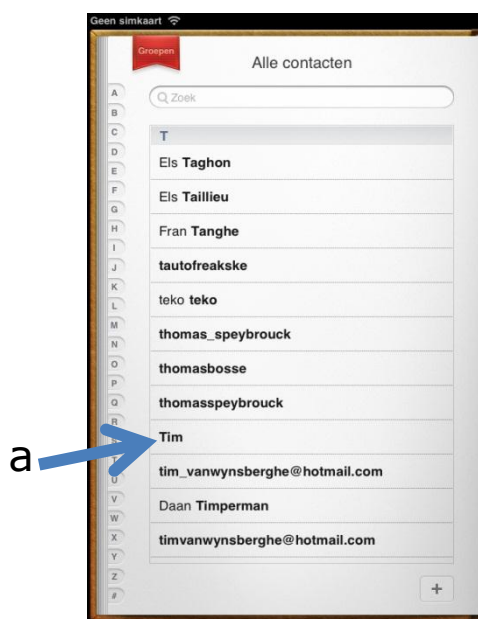 Geen simkaart
Groepen
Alle contacten
Zoek
A
B
C
D
E
F
G
H
I
J
K
L
M
N
O
P
Q
R
T
U
V
W
X
Y
Z
#
T
Els Taghon
Els Taillieu
Fran Tanghe
tautofreakske
teko teko
thomas_speybrouck
thomasbosse
thomasspeybrouck
Tim
tim_vanwynsberghe@hotmail.com
Daan Timperman
timvanwynsberghe@hotmail.com
+
a